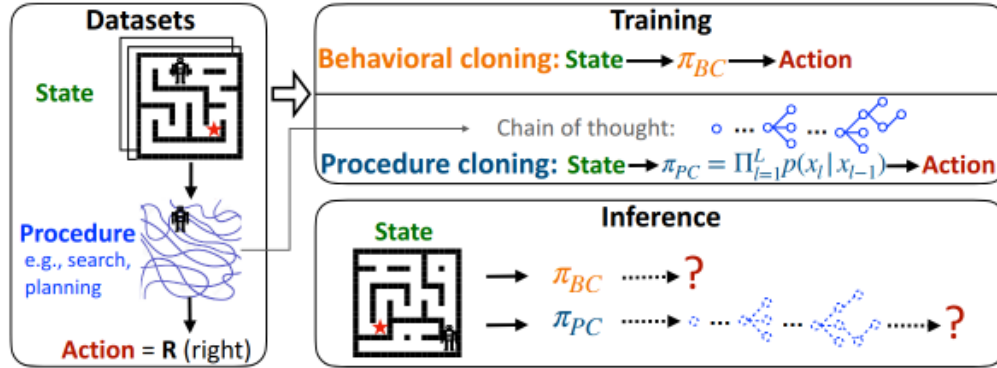 Datasets
State
Procedure
e.g., search,
planning
Action = R (right)
Training
Behavioral cloning: State → π_BC → Action
Chain of thought: ... ...
Procedure cloning: State → π_PC = Π_{l=1}^{L} p(x_l | x_{l-1}) → Action
Inference
State
π_BC ?
π_PC ... ... ?